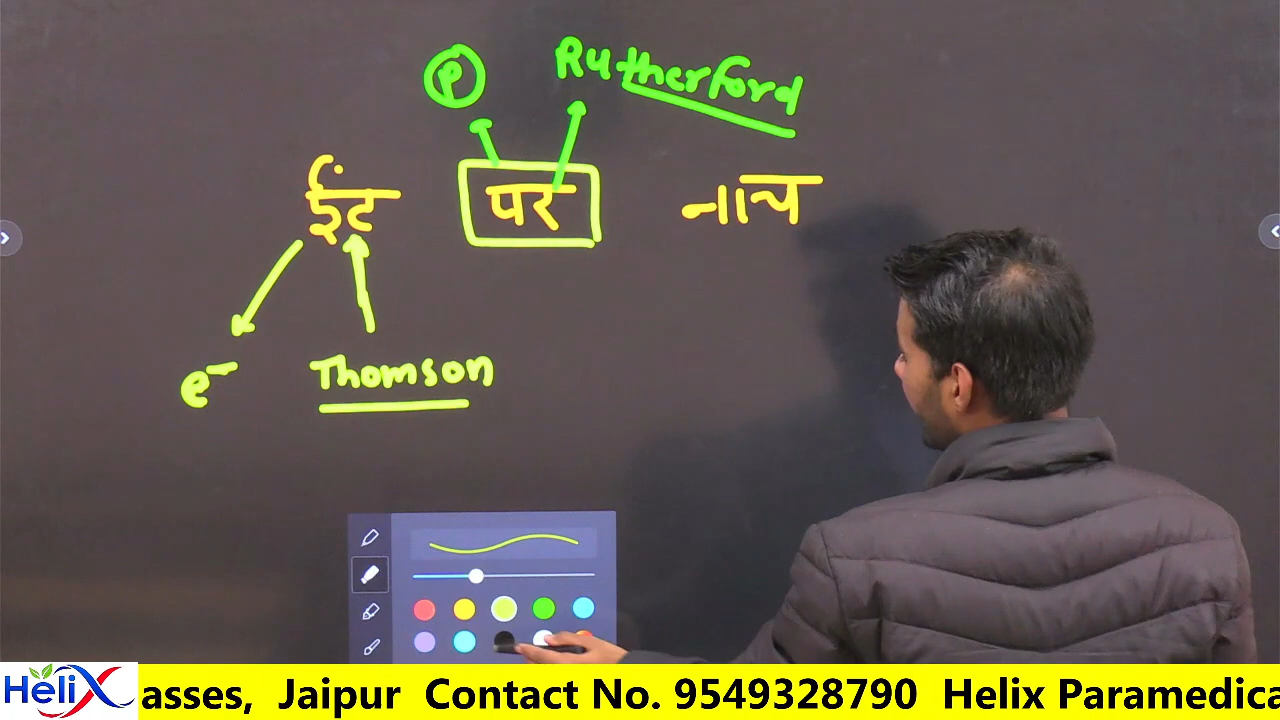 P Rutherford
ईंट पर नाच
e⁻ Thomson
HeliX asses, Jaipur Contact No. 9549328790 Helix Paramedica